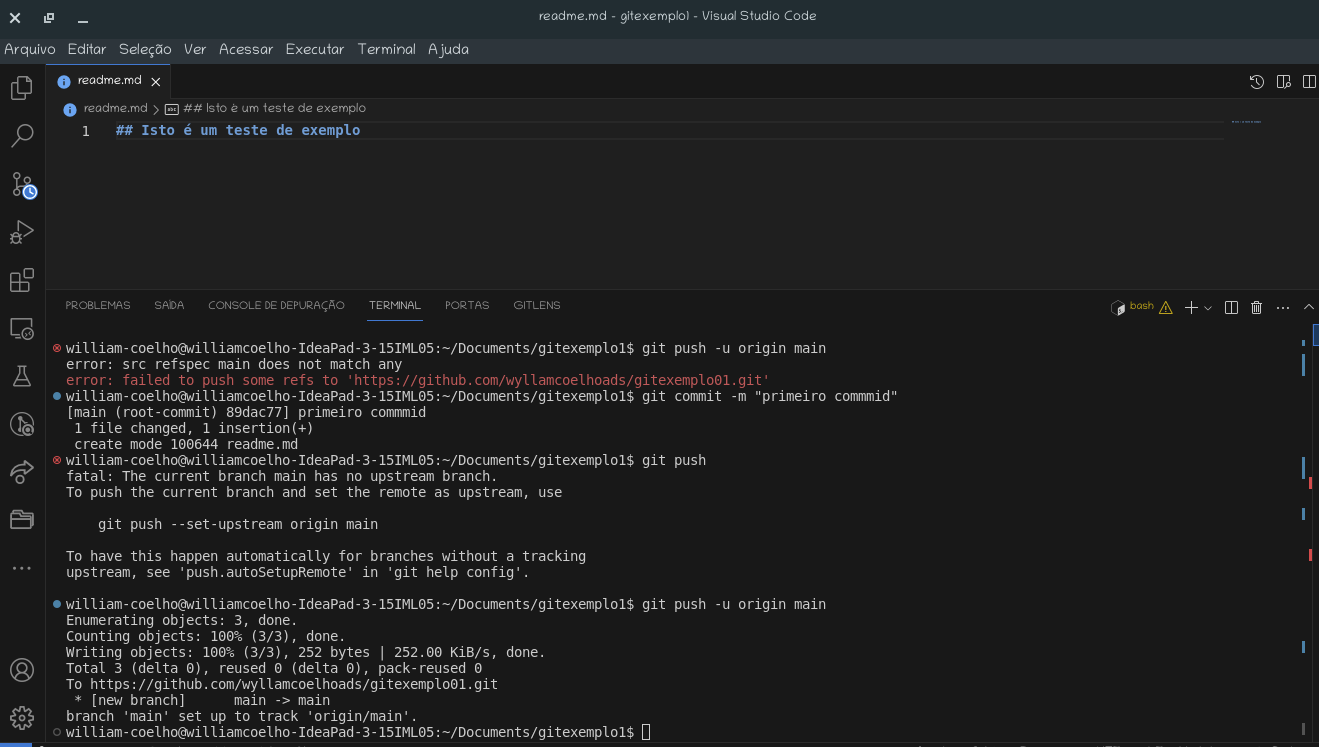 readme.md - gitexemplo1 - Visual Studio Code
Arquivo Editar Seleção Ver Acessar Executar Terminal Ajuda
readme.md
readme.md > ## Isto é um teste de exemplo
1 ## Isto é um teste de exemplo
PROBLEMAS SAÍDA CONSOLE DE DEPURAÇÃO TERMINAL PORTAS GITLENS
bash
william-coelho@williamcoelho-IdeaPad-3-15IML05:~/Documents/gitexemplo1$ git push -u origin main
error: src refspec main does not match any
error: failed to push some refs to 'https://github.com/wyllamcoelhoads/gitexemplo01.git'
william-coelho@williamcoelho-IdeaPad-3-15IML05:~/Documents/gitexemplo1$ git commit -m "primeiro commmid"
[main (root-commit) 89dac77] primeiro commmid
 1 file changed, 1 insertion(+)
 create mode 100644 readme.md
william-coelho@williamcoelho-IdeaPad-3-15IML05:~/Documents/gitexemplo1$ git push
fatal: The current branch main has no upstream branch.
To push the current branch and set the remote as upstream, use
    git push --set-upstream origin main
To have this happen automatically for branches without a tracking
upstream, see 'push.autoSetupRemote' in 'git help config'.
william-coelho@williamcoelho-IdeaPad-3-15IML05:~/Documents/gitexemplo1$ git push -u origin main
Enumerating objects: 3, done.
Counting objects: 100% (3/3), done.
Writing objects: 100% (3/3), 252 bytes | 252.00 KiB/s, done.
Total 3 (delta 0), reused 0 (delta 0), pack-reused 0
To https://github.com/wyllamcoelhoads/gitexemplo01.git
 * [new branch]      main -> main
branch 'main' set up to track 'origin/main'.
william-coelho@williamcoelho-IdeaPad-3-15IML05:~/Documents/gitexemplo1$